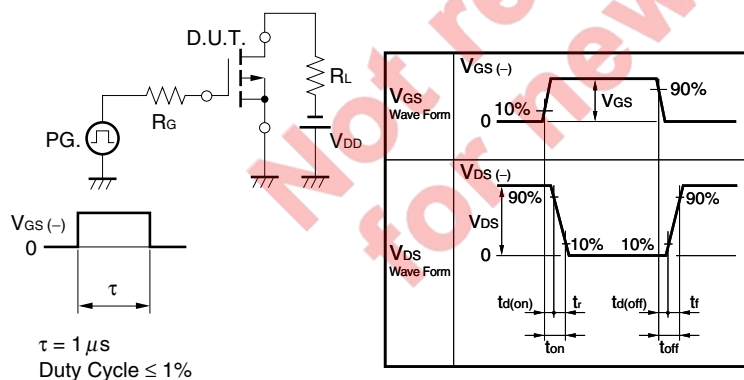 D.U.T.
RL
RG
PG.
VDD
VGS (−)
0
τ
τ = 1 μs
Duty Cycle ≤ 1%
VGS
Wave Form
VGS (−)
10%
0
VGS
90%
VDS
Wave Form
VDS (−)
90%
VDS
0
10%
10%
90%
td(on)
tr
td(off)
tf
ton
toff
Not re
for new